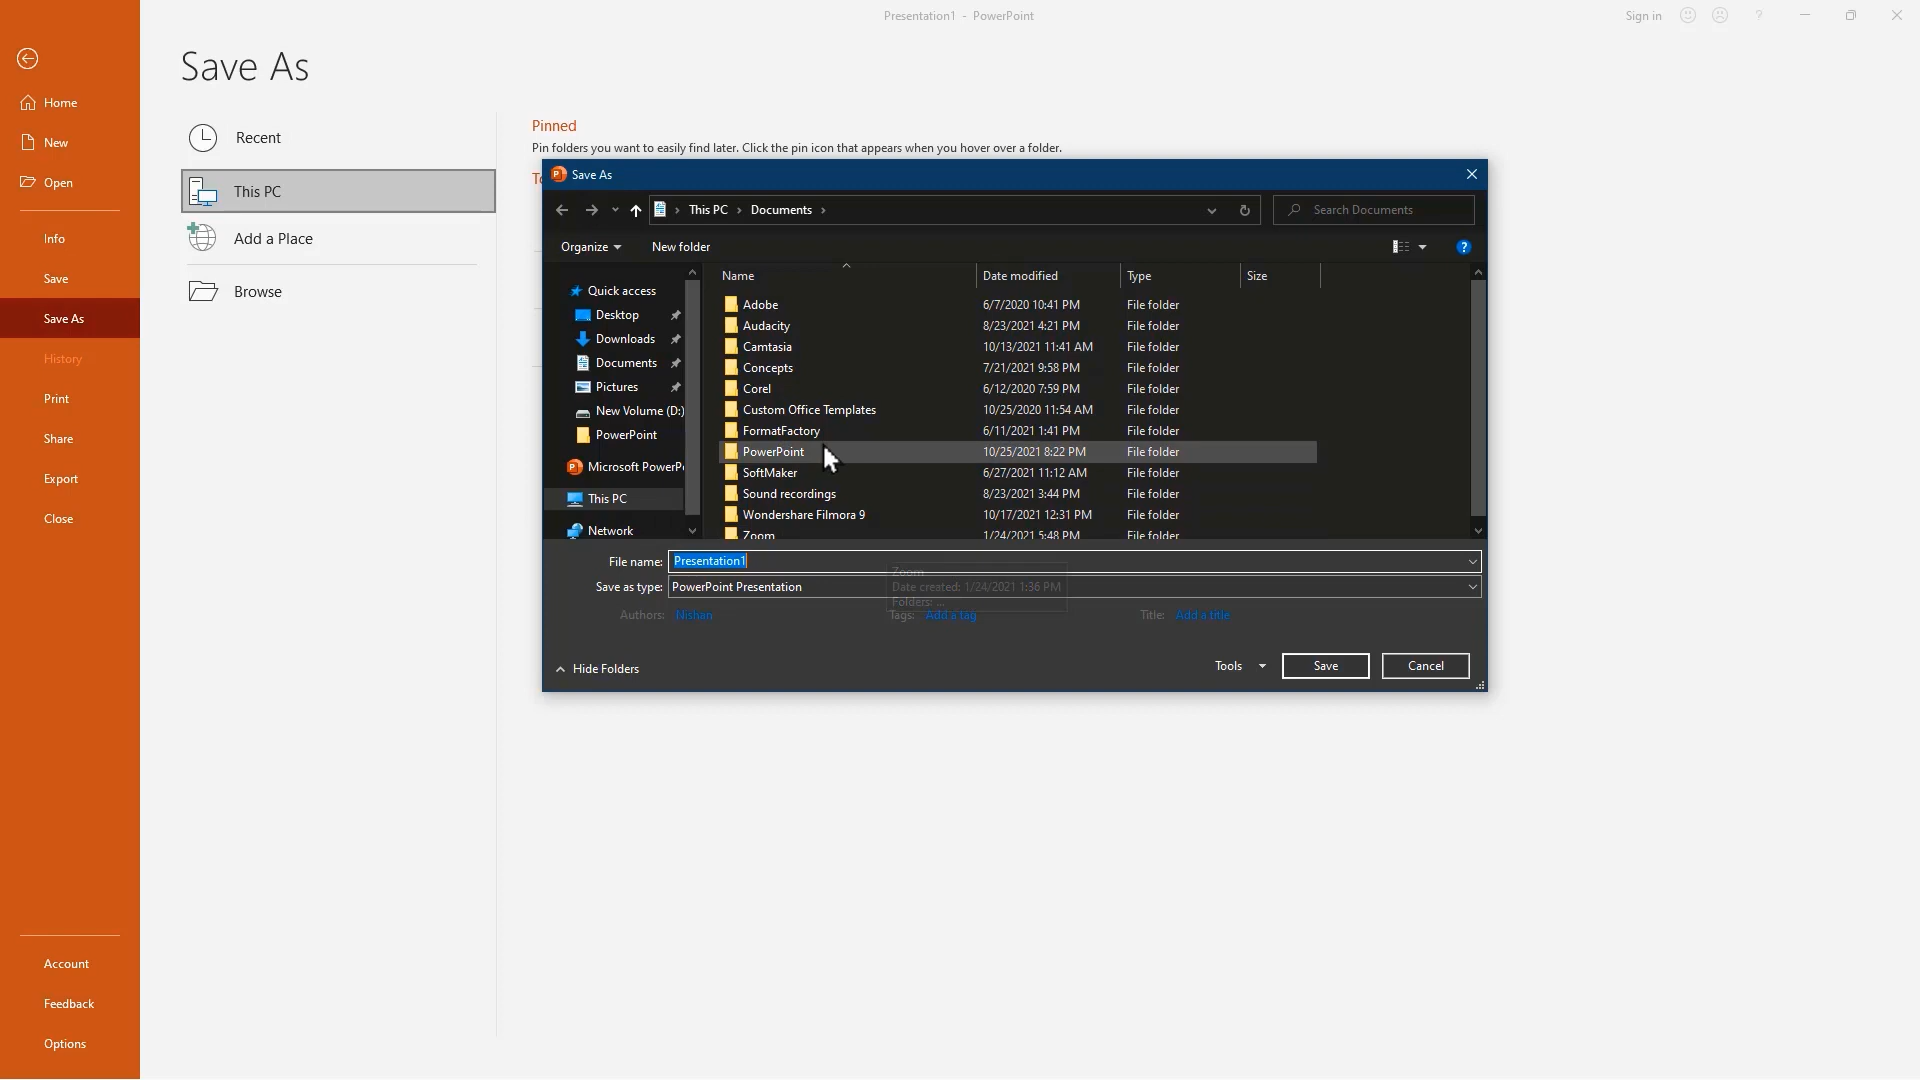 Presentation1 - PowerPoint
Sign in
?
Save As
Home
New
Open
Info
Save
Save As
History
Print
Share
Export
Close
Account
Feedback
Options
Recent
This PC
Add a Place
Browse
Pinned
Pin folders you want to easily find later. Click the pin icon that appears when you hover over a folder.
Save As
This PC > Documents >
Search Documents
Organize
New folder
?
Quick access
Desktop
Downloads
Documents
Pictures
New Volume (D:)
PowerPoint
Microsoft PowerP
This PC
Network
Name Date modified Type Size
Adobe 6/7/2020 10:41 PM File folder
Audacity 8/23/2021 4:21 PM File folder
Camtasia 10/13/2021 11:41 AM File folder
Concepts 7/21/2021 9:58 PM File folder
Corel 6/12/2020 7:59 PM File folder
Custom Office Templates 10/25/2020 11:54 AM File folder
FormatFactory 6/11/2021 1:41 PM File folder
PowerPoint 10/25/2021 8:22 PM File folder
SoftMaker 6/27/2021 11:12 AM File folder
Sound recordings 8/23/2021 3:44 PM File folder
Wondershare Filmora 9 10/17/2021 12:31 PM File folder
Zoom 1/24/2021 5:48 PM File folder
File name: Presentation1
Zoom
Save as type: PowerPoint Presentation
Date created: 1/24/2021 1:36 PM
Folders: ...
Authors: Nishan Tags: Add a tag Title: Add a title
Hide Folders
Tools
Save
Cancel